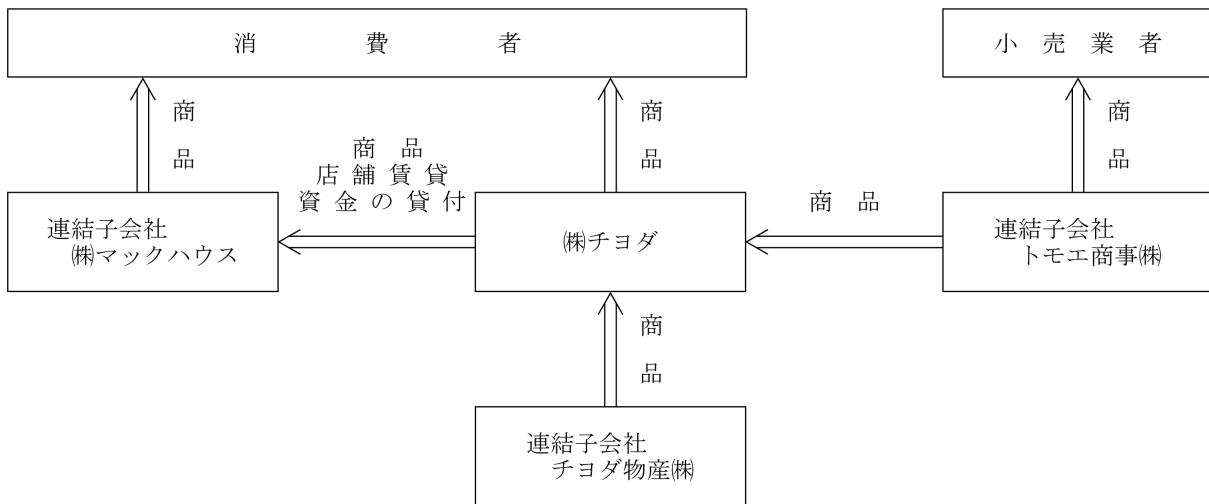 消費者
小売業者
商品
商品
商品
商品
店舗賃貸
資金の貸付
商品
連結子会社
㈱マックハウス
㈱チヨダ
連結子会社
トモエ商事㈱
商品
連結子会社
チヨダ物産㈱